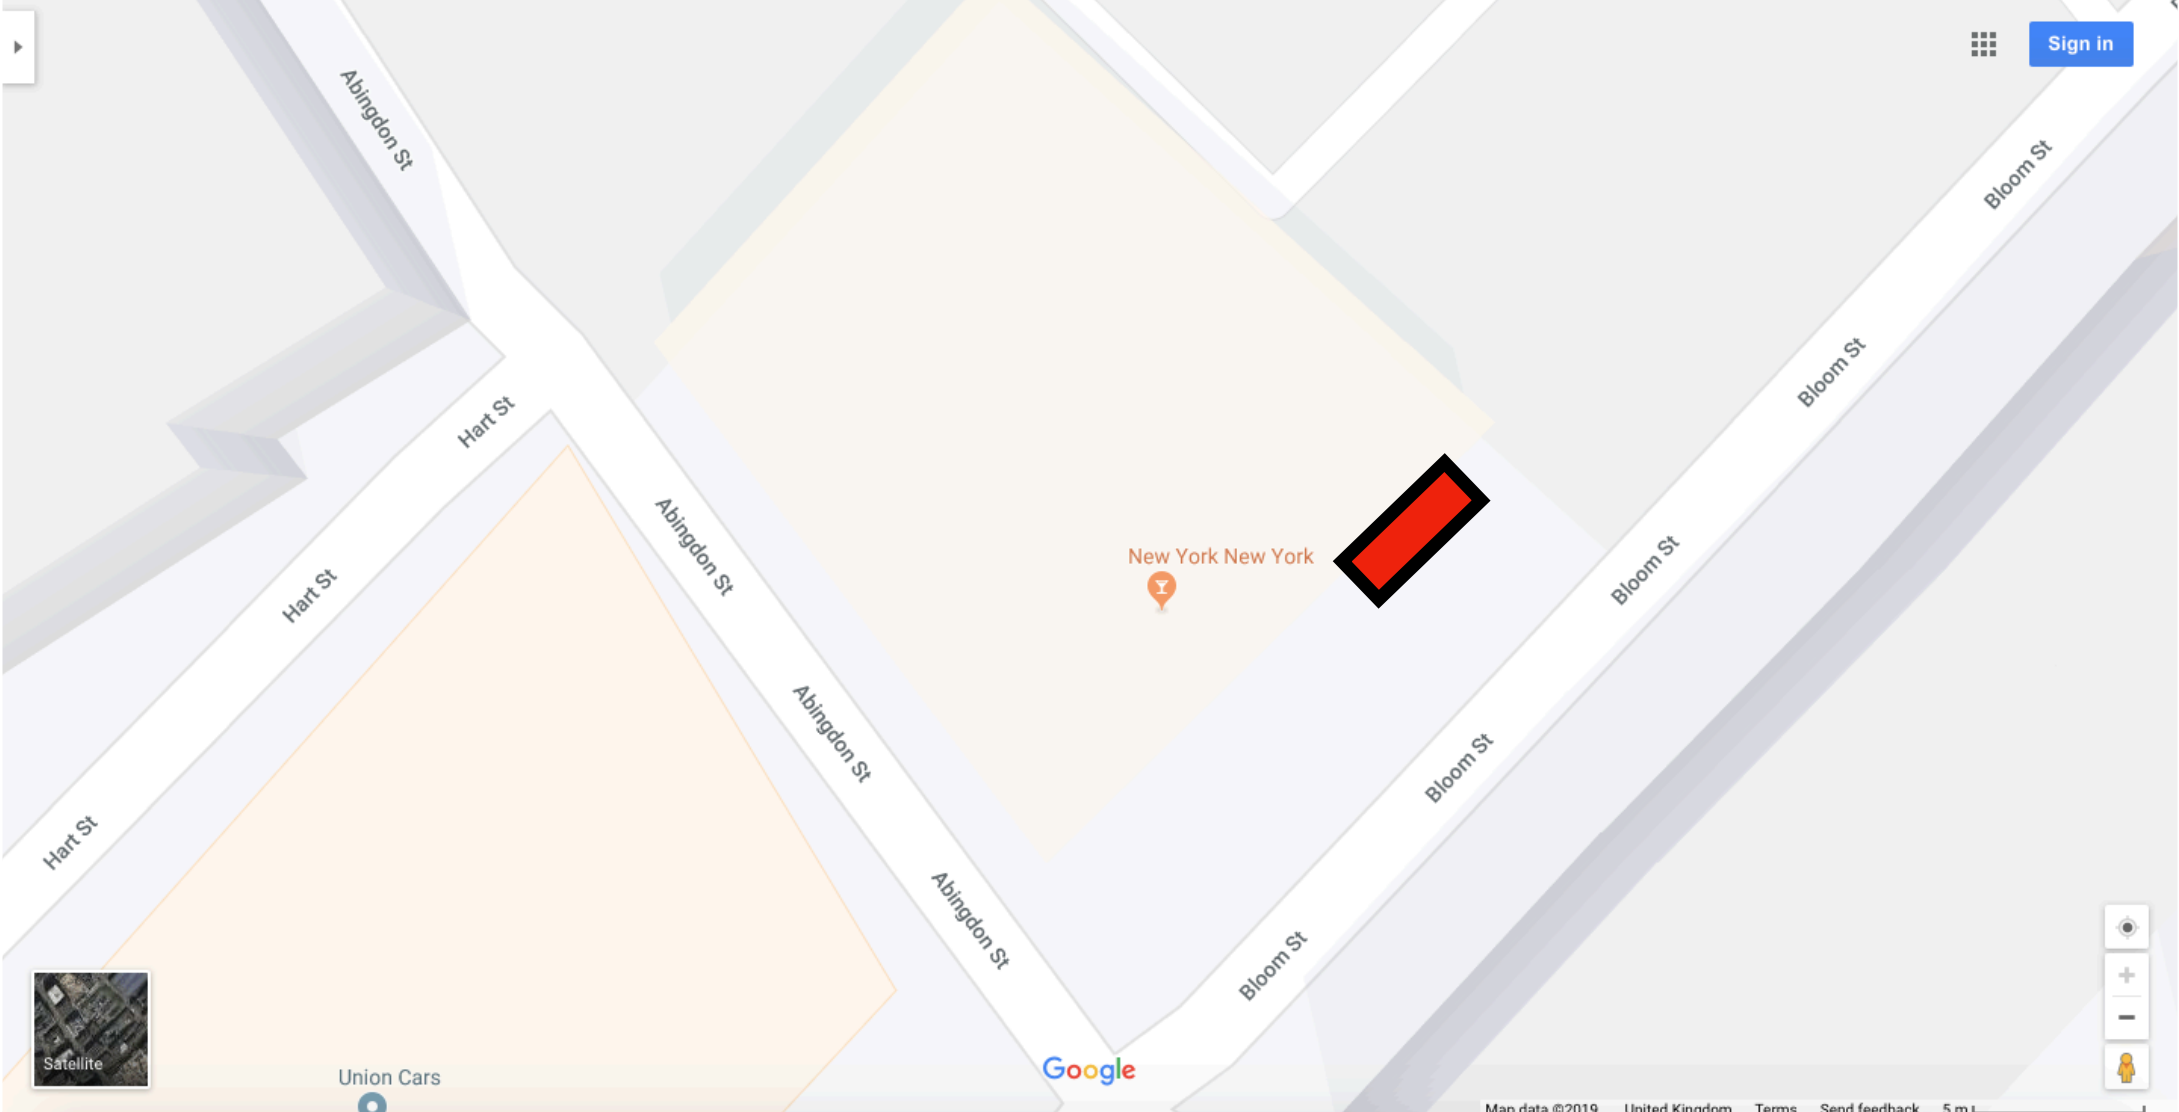 Sign in
Abingdon St
Bloom St
Bloom St
Hart St
Abingdon St
New York New York
Bloom St
Hart St
Abingdon St
Bloom St
Hart St
Abingdon St
Bloom St
Satellite
Union Cars
Google
Map data ©2019 United Kingdom Terms Send feedback 5 m